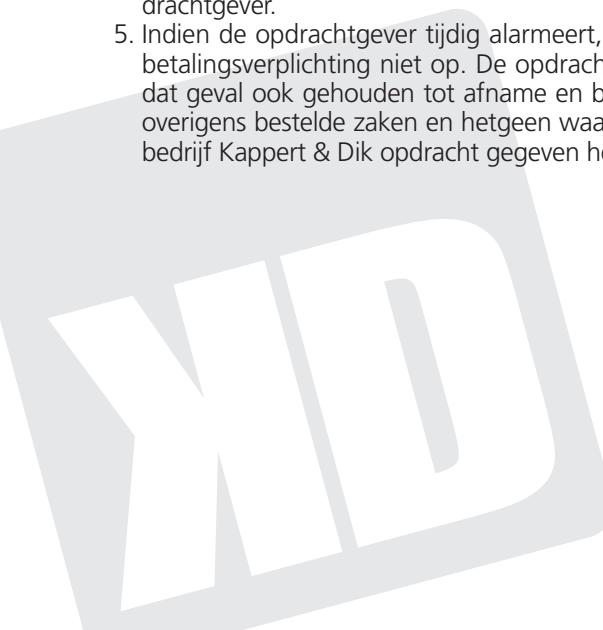 drachtgever.
5. Indien de opdrachtgever tijdig alarmeert,
betalingsverplichting niet op. De opdrach
dat geval ook gehouden tot afname en b
overigens bestelde zaken en hetgeen waa
bedrijf Kappert & Dik opdracht gegeven h
KD